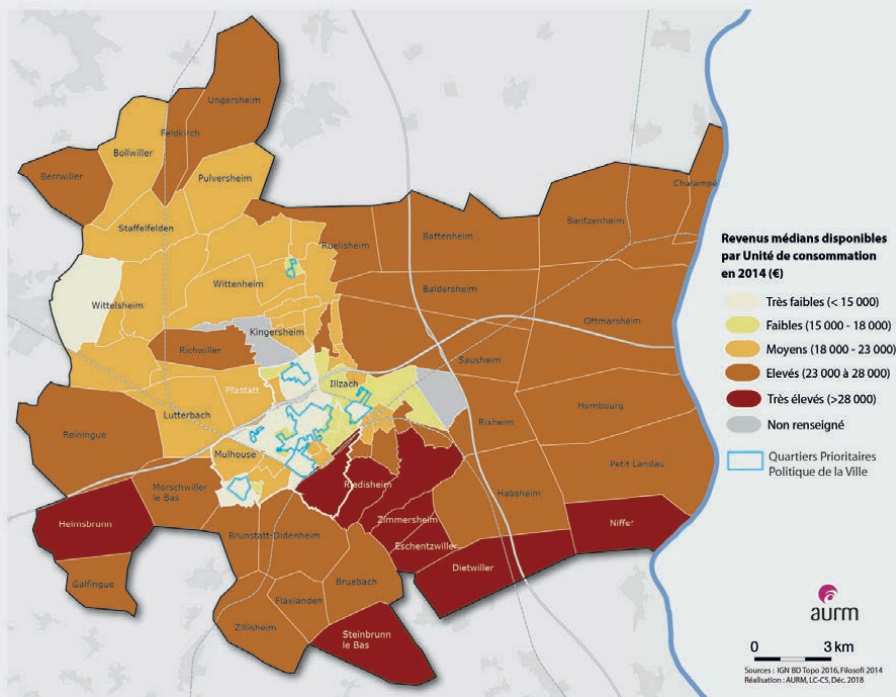 Ungersheim
Feldkirch
Bollwiller
Berrwiller
Pulversheim
Chalampé
Staffelfelden
Bantzenheim
Battenheim
Ruelisheim
Wittenheim
Baldersheim
Wittelsheim
Ottmarsheim
Kingersheim
Richwiller
Sausheim
Illzach
Pfastatt
Hombourg
Lutterbach
Rixheim
Reiningue
Mulhouse
Petit-Landau
Riedisheim
Habsheim
Morschwiller
le Bas
Zimmersheim
Niffer
Heimsbrunn
Brunstatt-Didenheim
Eschentzwiller
Dietwiller
Bruebach
Galfingue
Flaxlanden
Zillisheim
Steinbrunn
le Bas
Revenus médians disponibles
par Unité de consommation
en 2014 (€)
Très faibles (< 15 000)
Faibles (15 000 - 18 000)
Moyens (18 000 - 23 000)
Elevés (23 000 à 28 000)
Très élevés (>28 000)
Non renseigné
Quartiers Prioritaires
Politique de la Ville
aurm
0 3 km
Sources : IGN BD Topo 2016, Filosofi 2014
Réalisation : AURM, LC-CS, Déc. 2018